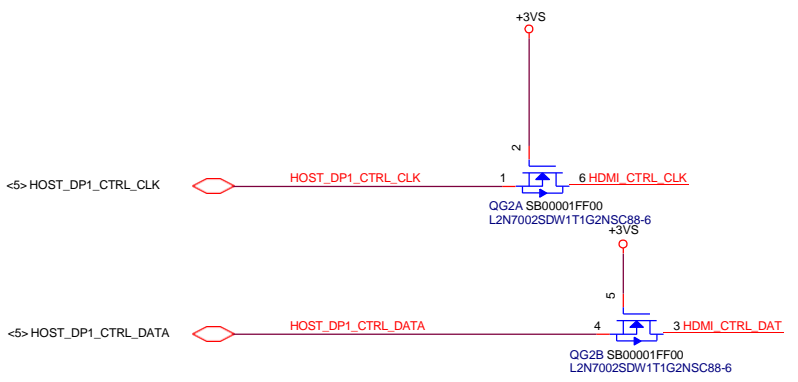 +3VS
2
<5> HOST_DP1_CTRL_CLK
HOST_DP1_CTRL_CLK
1
6 HDMI_CTRL_CLK
QG2A SB00001FF00
L2N7002SDW1T1G2NSC88-6
+3VS
5
<5> HOST_DP1_CTRL_DATA
HOST_DP1_CTRL_DATA
4
3 HDMI_CTRL_DAT
QG2B SB00001FF00
L2N7002SDW1T1G2NSC88-6